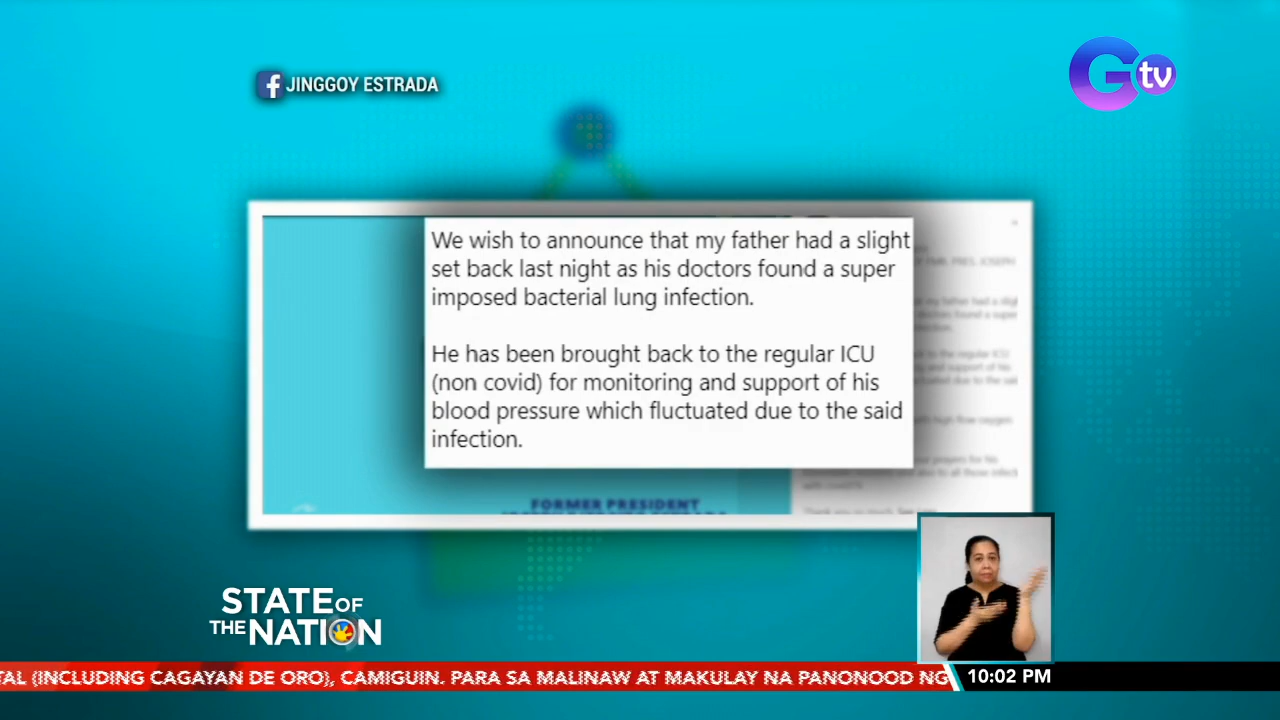 JINGGOY ESTRADA
G tv
We wish to announce that my father had a slight
set back last night as his doctors found a super
imposed bacterial lung infection.
He has been brought back to the regular ICU
(non covid) for monitoring and support of his
blood pressure which fluctuated due to the said
infection.
FORMER PRESIDENT
STATE OF
THE NATION
TAL (INCLUDING CAGAYAN DE ORO), CAMIGUIN. PARA SA MALINAW AT MAKULAY NA PANONOOD NG
10:02 PM